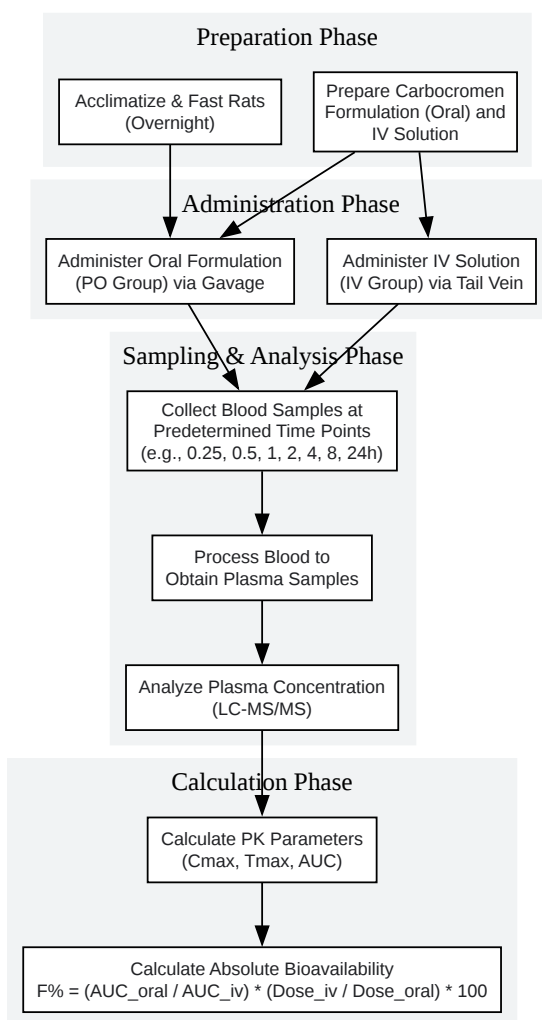 Preparation Phase
Acclimatize & Fast Rats
(Overnight)
Prepare Carbocromen
Formulation (Oral) and
IV Solution
Administration Phase
Administer Oral Formulation
(PO Group) via Gavage
Administer IV Solution
(IV Group) via Tail Vein
Sampling & Analysis Phase
Collect Blood Samples at
Predetermined Time Points
(e.g., 0.25, 0.5, 1, 2, 4, 8, 24h)
Process Blood to
Obtain Plasma Samples
Analyze Plasma Concentration
(LC-MS/MS)
Calculation Phase
Calculate PK Parameters
(Cmax, Tmax, AUC)
Calculate Absolute Bioavailability
F% = (AUC_oral / AUC_iv) * (Dose_iv / Dose_oral) * 100